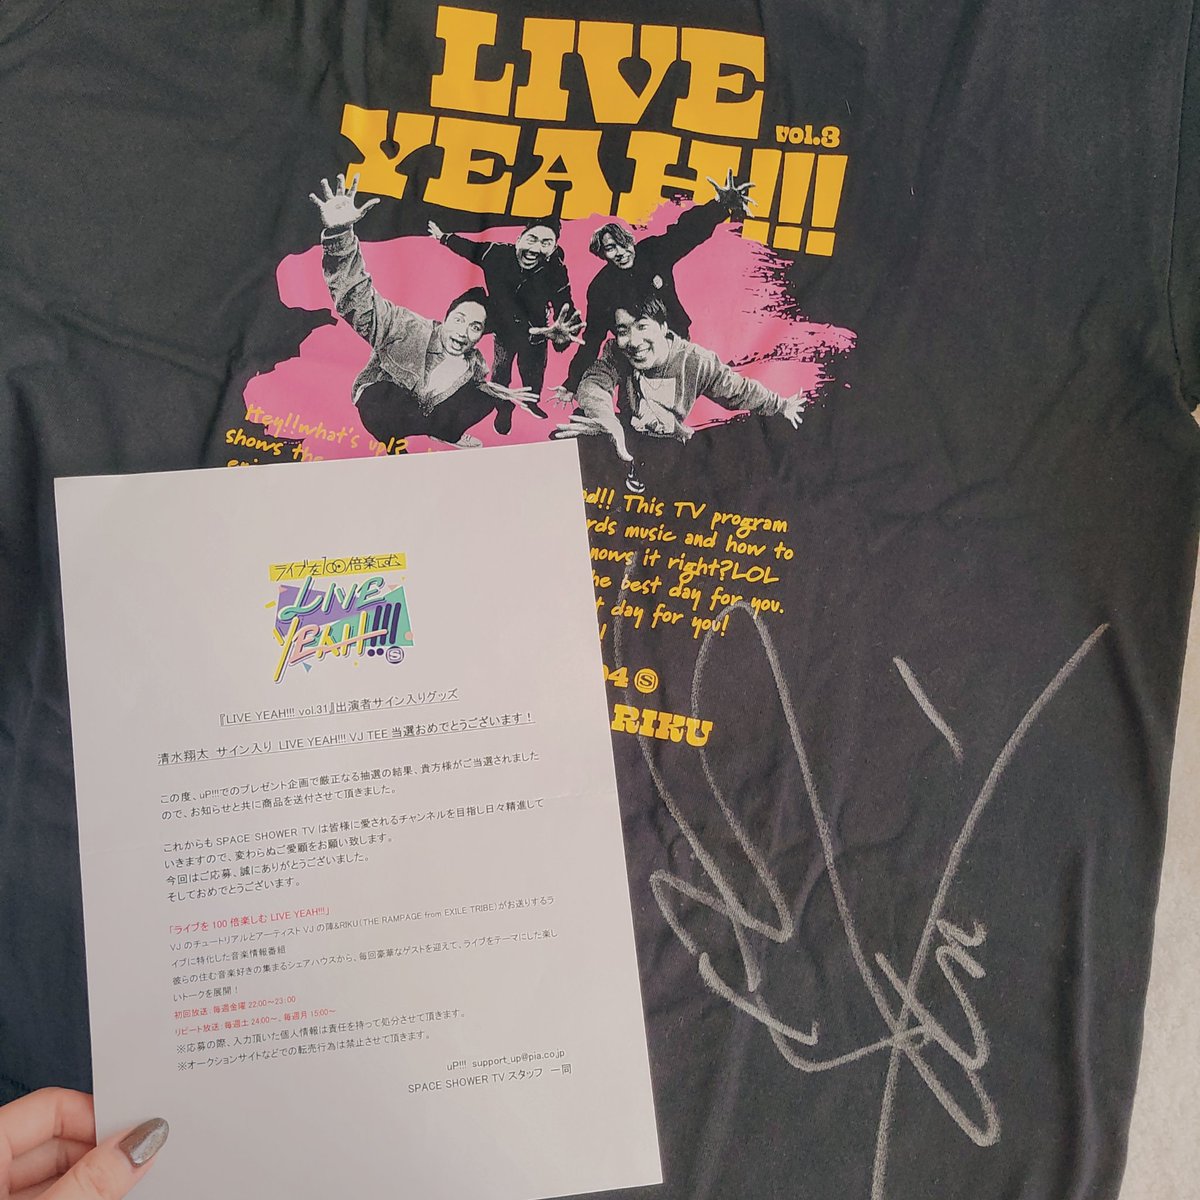 LIVE
YEAH!!!
vol.3
Hey!!what's up!?
shows the
! This TV program
rds music and how to
nows it right?LOL
he best day for you.
t day for you!
04 S
RIKU
ライブを100倍楽しむ
LIVE
YEAH!!!
S
『LIVE YEAH!!! vol.31』出演者サイン入りグッズ
清水翔太 サイン入り LIVE YEAH!!! VJ TEE 当選おめでとうございます！
この度、uP!!!でのプレゼント企画で厳正なる抽選の結果、貴方様がご当選されました
ので、お知らせと共に商品を送付させて頂きました。
これからも SPACE SHOWER TV は皆様に愛されるチャンネルを目指し日々精進して
いきますので、変わらぬご愛顧をお願い致します。
今回はご応募、誠にありがとうございました。
そしておめでとうございます。
「ライブを 100 倍楽しむ LIVE YEAH!!!」
VJ のチュートリアルとアーティスト VJ の陣&RIKU(THE RAMPAGE from EXILE TRIBE)がお送りするラ
イブに特化した音楽情報番組
彼らの住む音楽好きの集まるシェアハウスから、毎回豪華なゲストを迎えて、ライブをテーマにした楽し
いトークを展開！
初回放送：毎週金曜 22:00～23:00
リピート放送：毎週土 24:00～、毎週月 15:00～
※応募の際、入力頂いた個人情報は責任を持って処分させて頂きます。
※オークションサイトなどでの転売行為は禁止させて頂きます。
uP!!! support_up@pia.co.jp
SPACE SHOWER TV スタッフ 一同